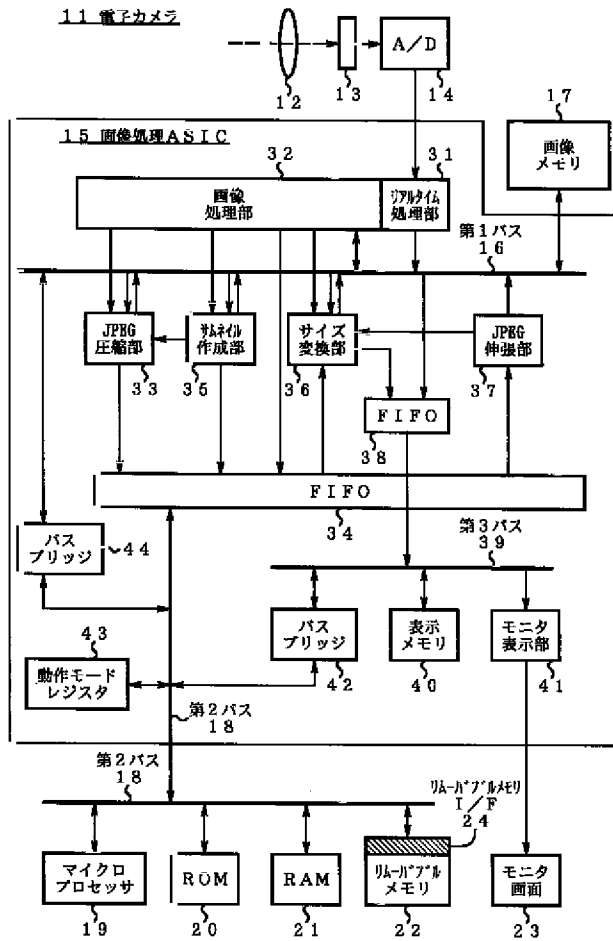 11 電子カメラ
12
13
A/D
14
15 画像処理ASIC
17
画像
メモリ
32
31
画像
処理部
リアルタイム
処理部
第1バス
16
JPEG
圧縮部
33
サムネイル
作成部
35
サイズ
変換部
36
JPEG
伸張部
37
FIFO
38
FIFO
34
バス
ブリッジ
44
第3バス
39
43
動作モード
レジスタ
バス
ブリッジ
42
表示
メモリ
40
モニタ
表示部
41
第2バス
18
第2バス
18
リムーバブルメモリ
I/F
24
マイクロ
プロセッサ
19
ROM
20
RAM
21
リムーバブル
メモリ
22
モニタ
画面
23